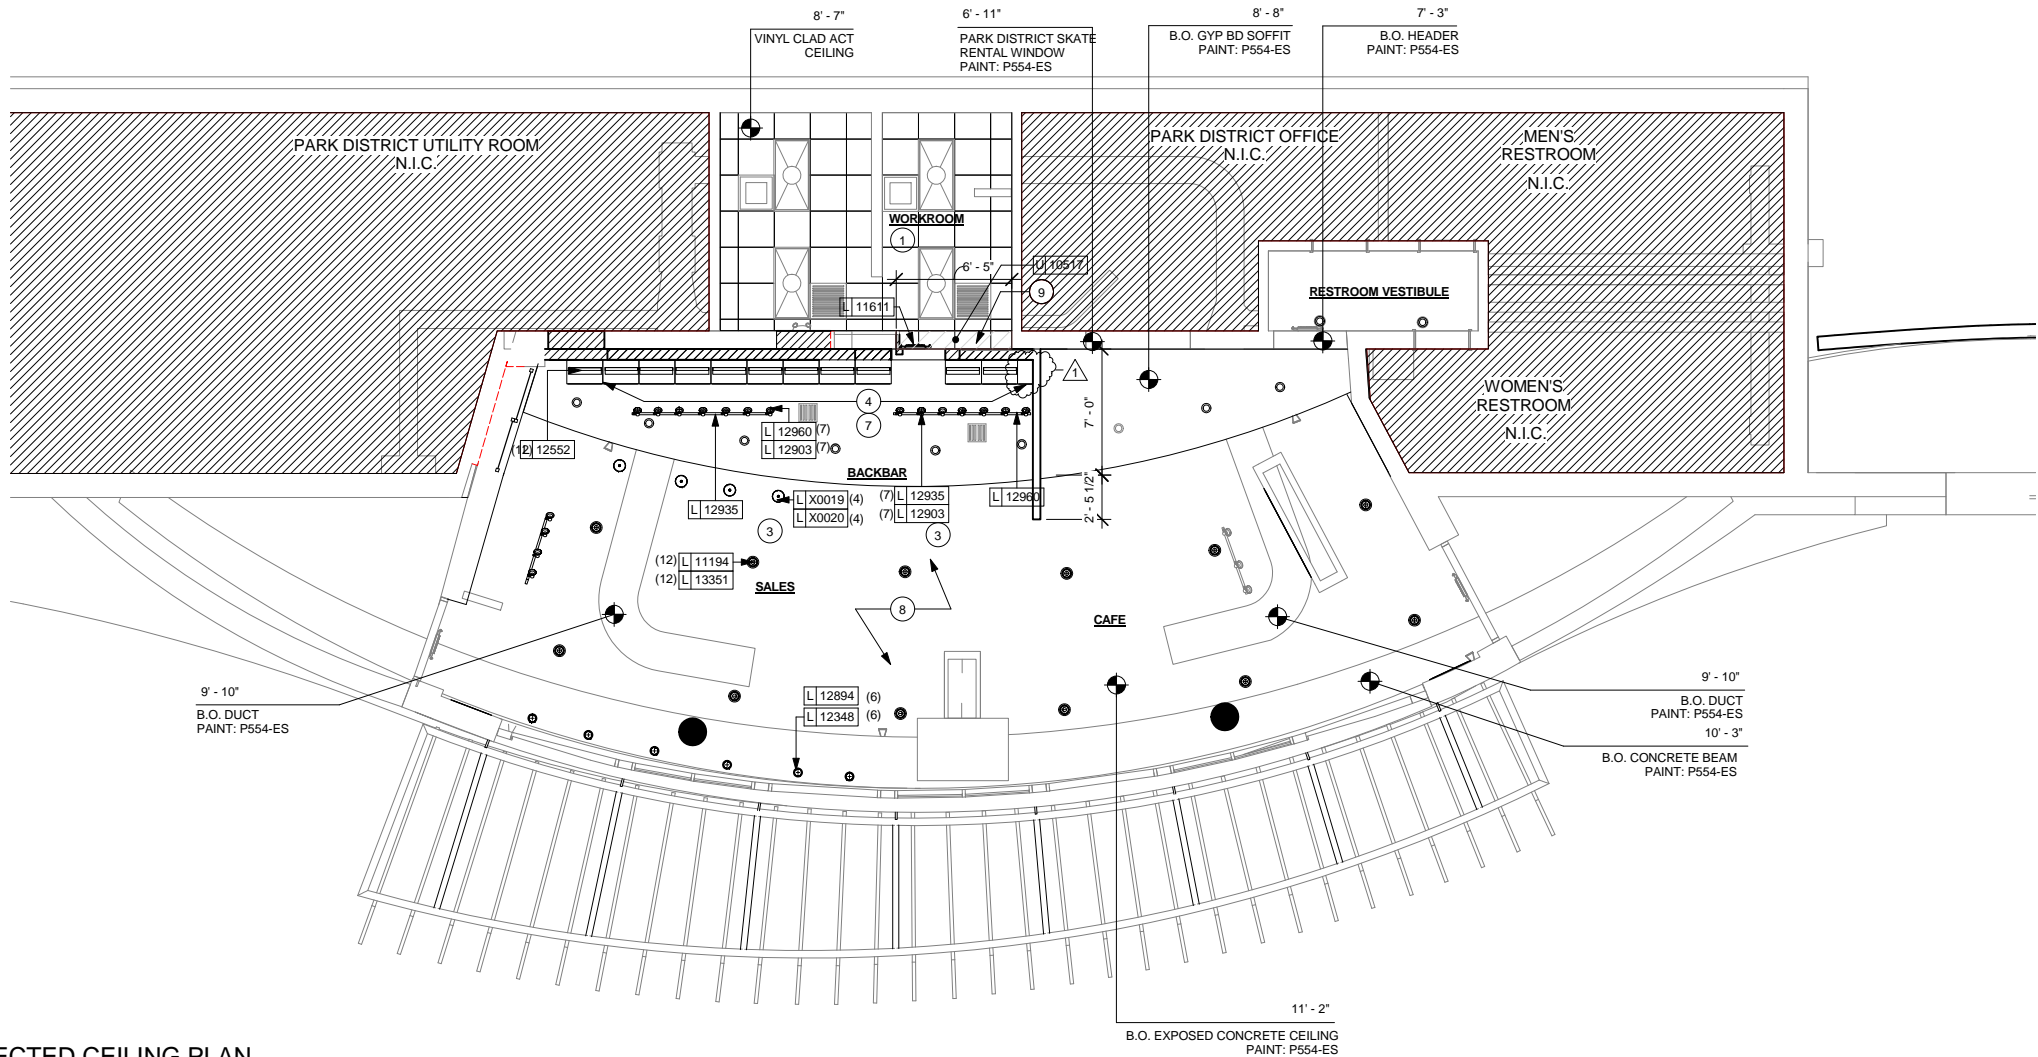 8' - 7"
VINYL CLAD ACT
CEILING
6' - 11"
PARK DISTRICT SKATE
RENTAL WINDOW
PAINT: P554-ES
8' - 8"
B.O. GYP BD SOFFIT
PAINT: P554-ES
7' - 3"
B.O. HEADER
PAINT: P554-ES
PARK DISTRICT UTILITY ROOM
N.I.C.
PARK DISTRICT OFFICE
N.I.C.
MEN'S
RESTROOM
N.I.C.
WORKROOM
1
6' - 5"
U 10517
9
L 11611
RESTROOM VESTIBULE
1
4
7
7' - 0"
WOMEN'S
RESTROOM
N.I.C.
(12) L 12552
L 12960 (7)
L 12903 (7)
BACKBAR
L 12935
L X0019 (4)
L X0020 (4)
(7) L 12935
(7) L 12903
L 12960
2' - 5 1/2"
3
3
(12) L 11194
(12) L 13351
SALES
8
CAFE
9' - 10"
B.O. DUCT
PAINT: P554-ES
L 12894 (6)
L 12348 (6)
9' - 10"
B.O. DUCT
PAINT: P554-ES
10' - 3"
B.O. CONCRETE BEAM
PAINT: P554-ES
11' - 2"
B.O. EXPOSED CONCRETE CEILING
PAINT: P554-ES
ECTED CEILING PLAN